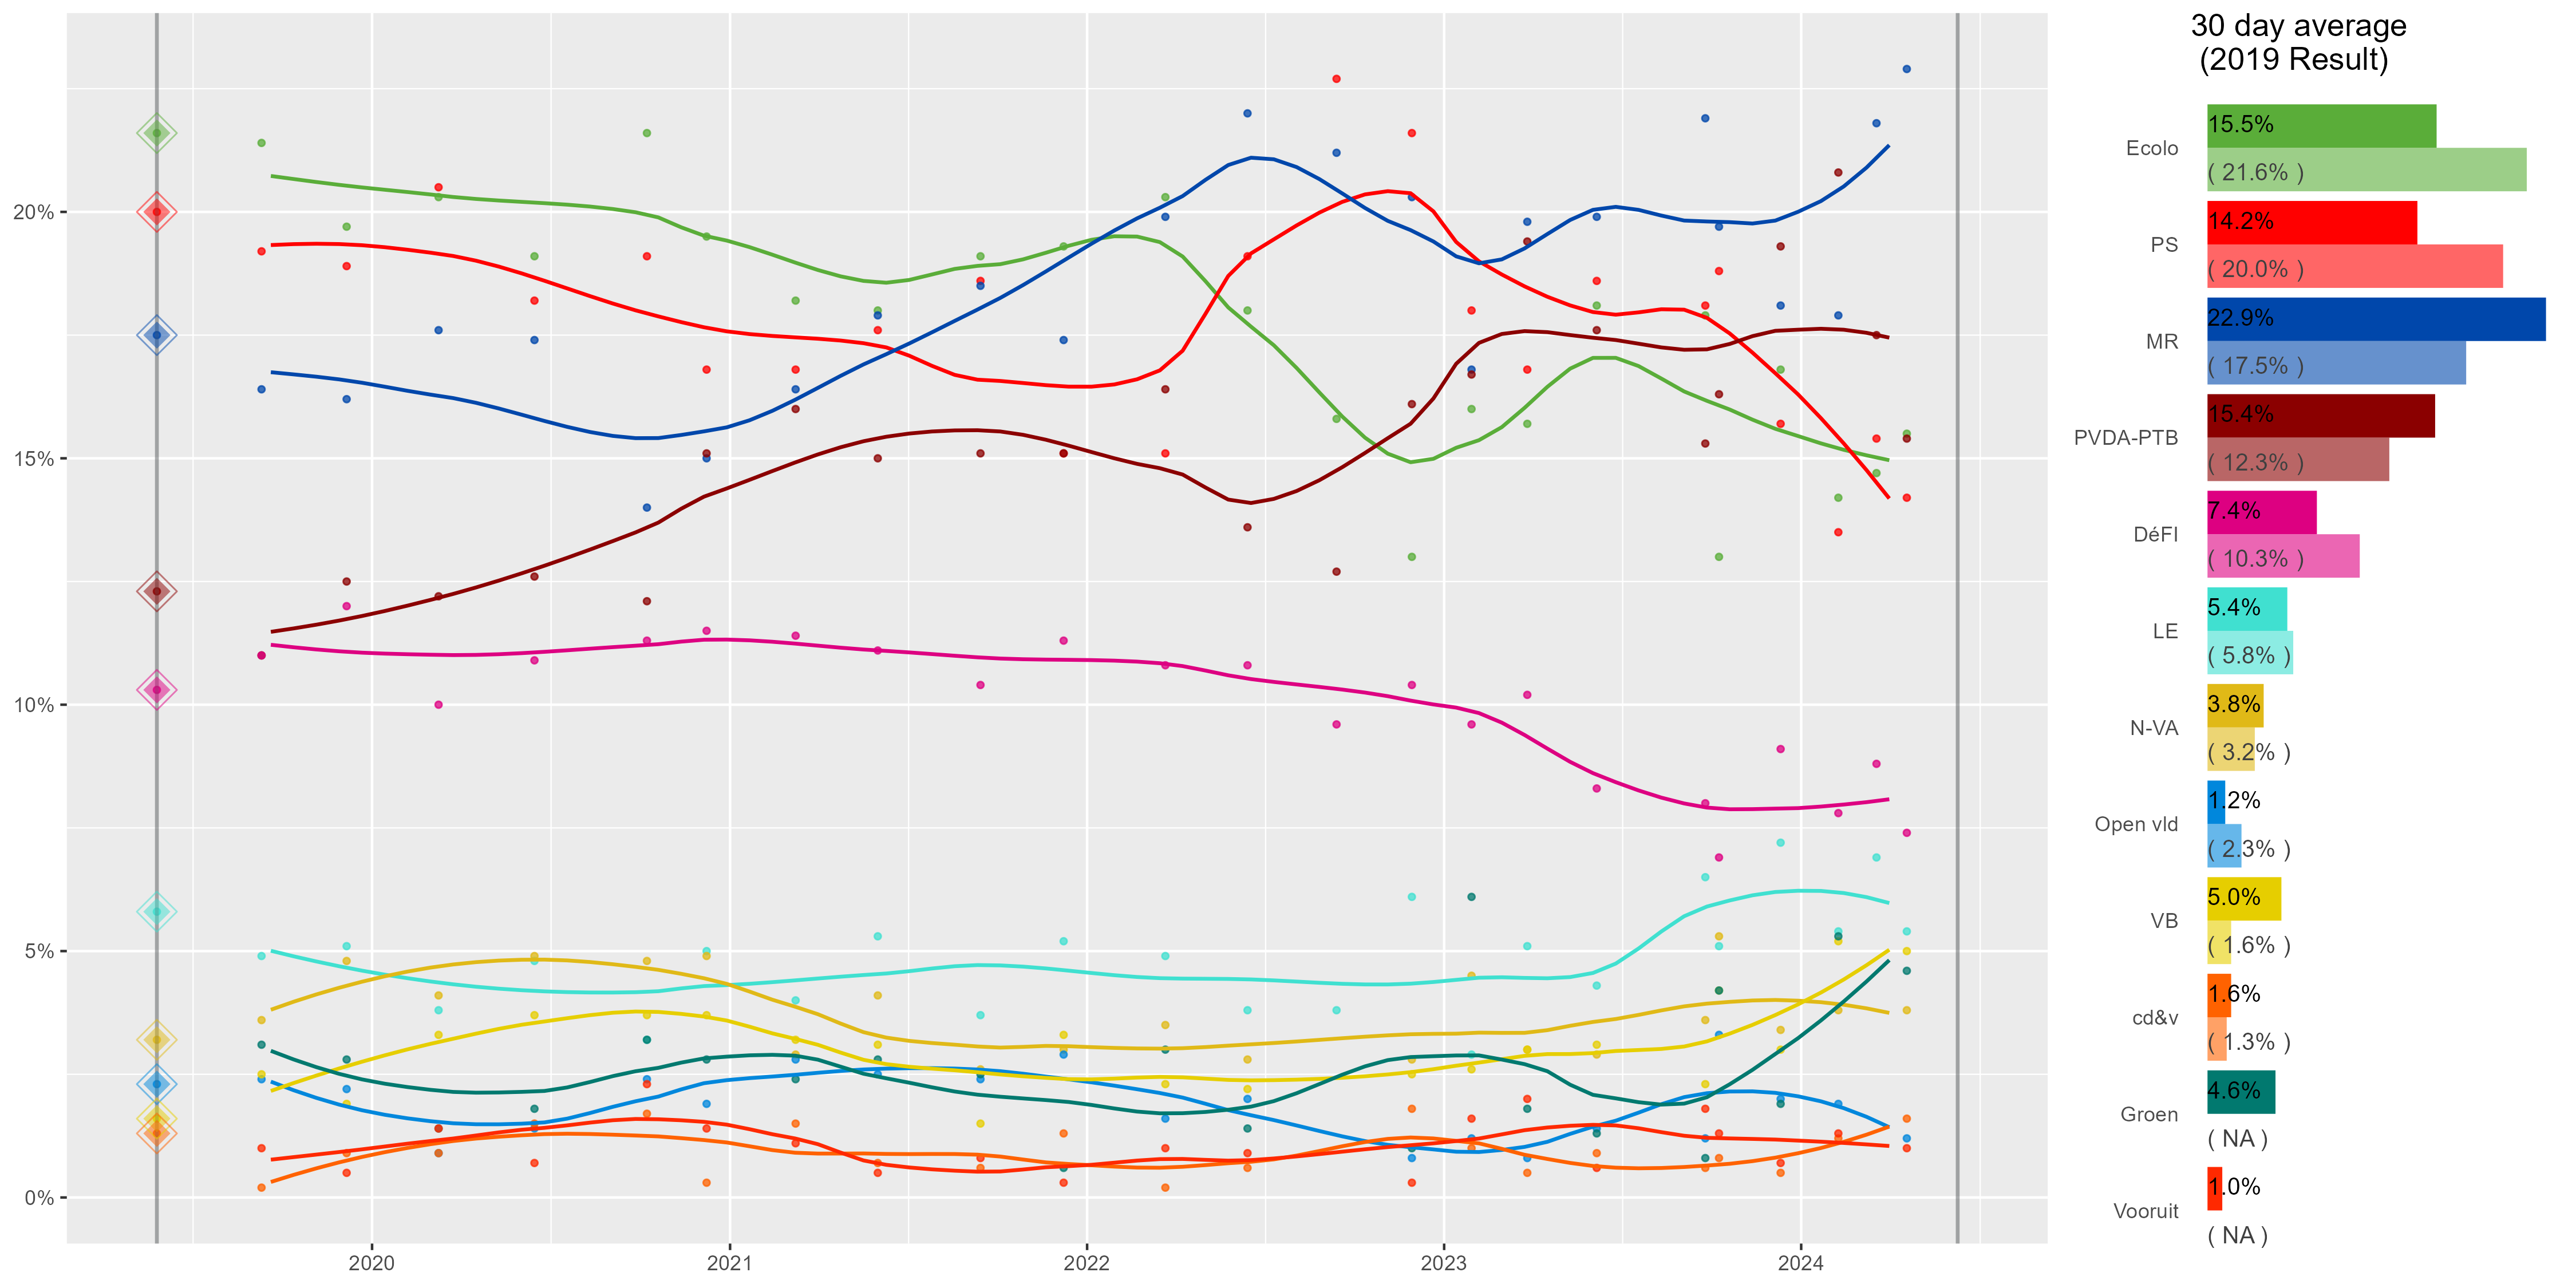 30 day average
(2019 Result)
20%
15%
10%
5%
0%
2020
2021
2022
2023
2024
Ecolo
15.5%
( 21.6% )
PS
14.2%
( 20.0% )
MR
22.9%
( 17.5% )
PVDA-PTB
15.4%
( 12.3% )
DéFI
7.4%
( 10.3% )
LE
5.4%
( 5.8% )
N-VA
3.8%
( 3.2% )
Open vld
1.2%
( 2.3% )
VB
5.0%
( 1.6% )
cd&v
1.6%
( 1.3% )
Groen
4.6%
( NA )
Vooruit
1.0%
( NA )